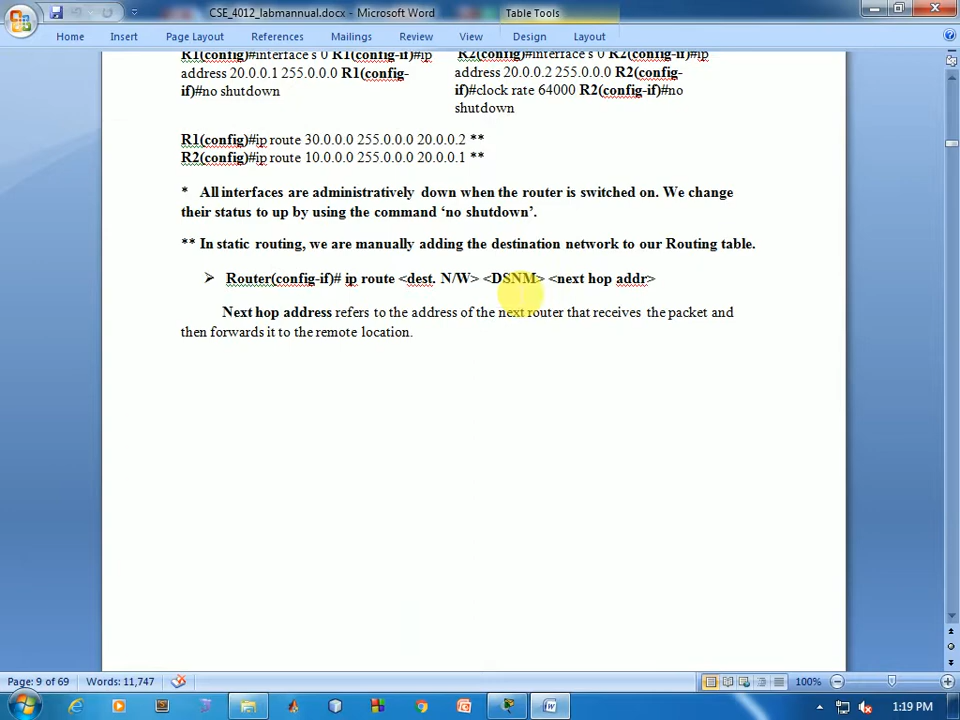 CSE_4012_labmannual.docx - Microsoft Word
Table Tools
Home
Insert
Page Layout
References
Mailings
Review
View
Design
Layout
R1(config)#interface s 0 R1(config-if)#ip
address 20.0.0.1 255.0.0.0 R1(config-
if)#no shutdown
R2(config)#interface s 0 R2(config-if)#ip
address 20.0.0.2 255.0.0.0 R2(config-
if)#clock rate 64000 R2(config-if)#no
shutdown
R1(config)#ip route 30.0.0.0 255.0.0.0 20.0.0.2 **
R2(config)#ip route 10.0.0.0 255.0.0.0 20.0.0.1 **
* All interfaces are administratively down when the router is switched on. We change
their status to up by using the command ‘no shutdown’.
** In static routing, we are manually adding the destination network to our Routing table.
➢ Router(config-if)# ip route <dest. N/W> <DSNM> <next hop addr>
Next hop address refers to the address of the next router that receives the packet and
then forwards it to the remote location.
Page: 9 of 69
Words: 11,747
100%
1:19 PM